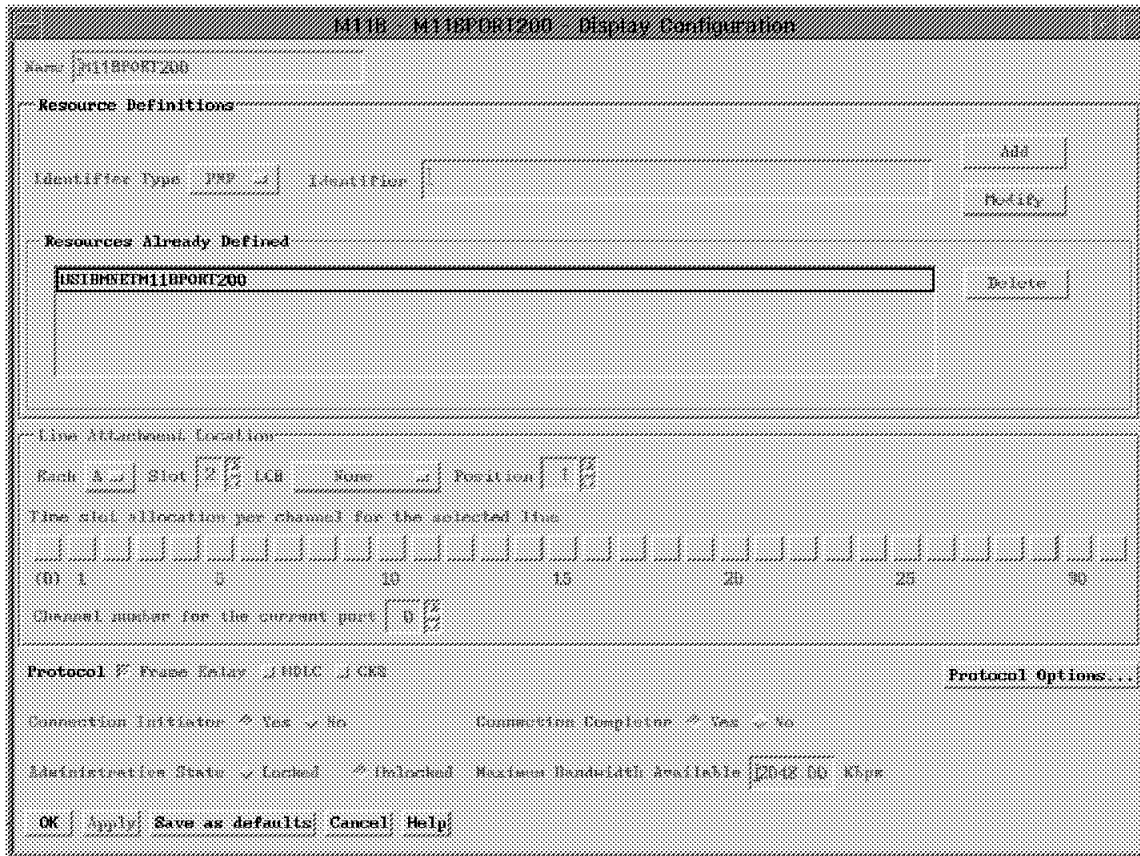 M11B - M11BPORT200 - Display Configuration
Name M11BPORT200
Resource Definitions
Identifier Type PNP Identifier
Add
Modify
Resources Already Defined
USIBMNETM11BPORT200
Delete
Line Attachment Location
Rack A Slot 2 LCB None Position 1
Time slot allocation per channel for the selected line
(0) 1 5 10 15 20 25 30
Channel number for the current port 0
Protocol Frame Relay HDLC CES Protocol Options...
Connection Initiator Yes No Connection Completor Yes No
Administrative State Locked Unlocked Maximum Bandwidth Available 2048.00 Kbps
OK Apply Save as defaults Cancel Help